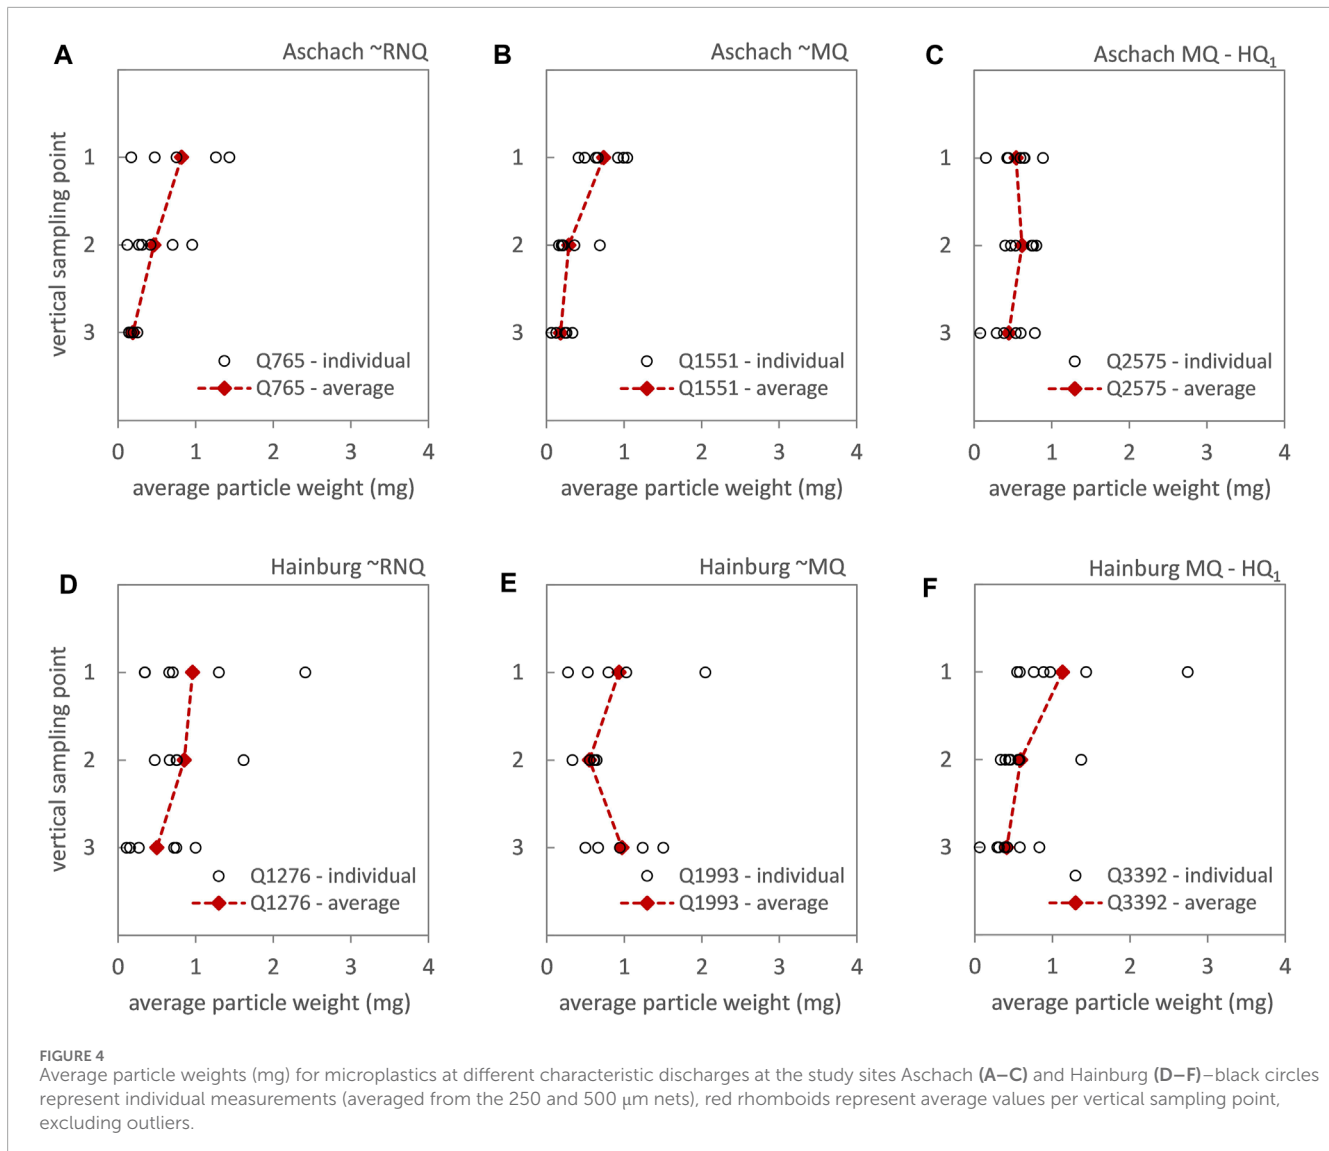 A
Aschach ~RNQ
vertical sampling point
1
2
3
Q765 - individual
Q765 - average
0 1 2 3 4
average particle weight (mg)
B
Aschach ~MQ
1
2
3
Q1551 - individual
Q1551 - average
0 1 2 3 4
average particle weight (mg)
C
Aschach MQ - HQ1
1
2
3
Q2575 - individual
Q2575 - average
0 1 2 3 4
average particle weight (mg)
D
Hainburg ~RNQ
vertical sampling point
1
2
3
Q1276 - individual
Q1276 - average
0 1 2 3 4
average particle weight (mg)
E
Hainburg ~MQ
1
2
3
Q1993 - individual
Q1993 - average
0 1 2 3 4
average particle weight (mg)
F
Hainburg MQ - HQ1
1
2
3
Q3392 - individual
Q3392 - average
0 1 2 3 4
average particle weight (mg)
FIGURE 4
Average particle weights (mg) for microplastics at different characteristic discharges at the study sites Aschach (A–C) and Hainburg (D–F)–black circles
represent individual measurements (averaged from the 250 and 500 μm nets), red rhomboids represent average values per vertical sampling point,
excluding outliers.